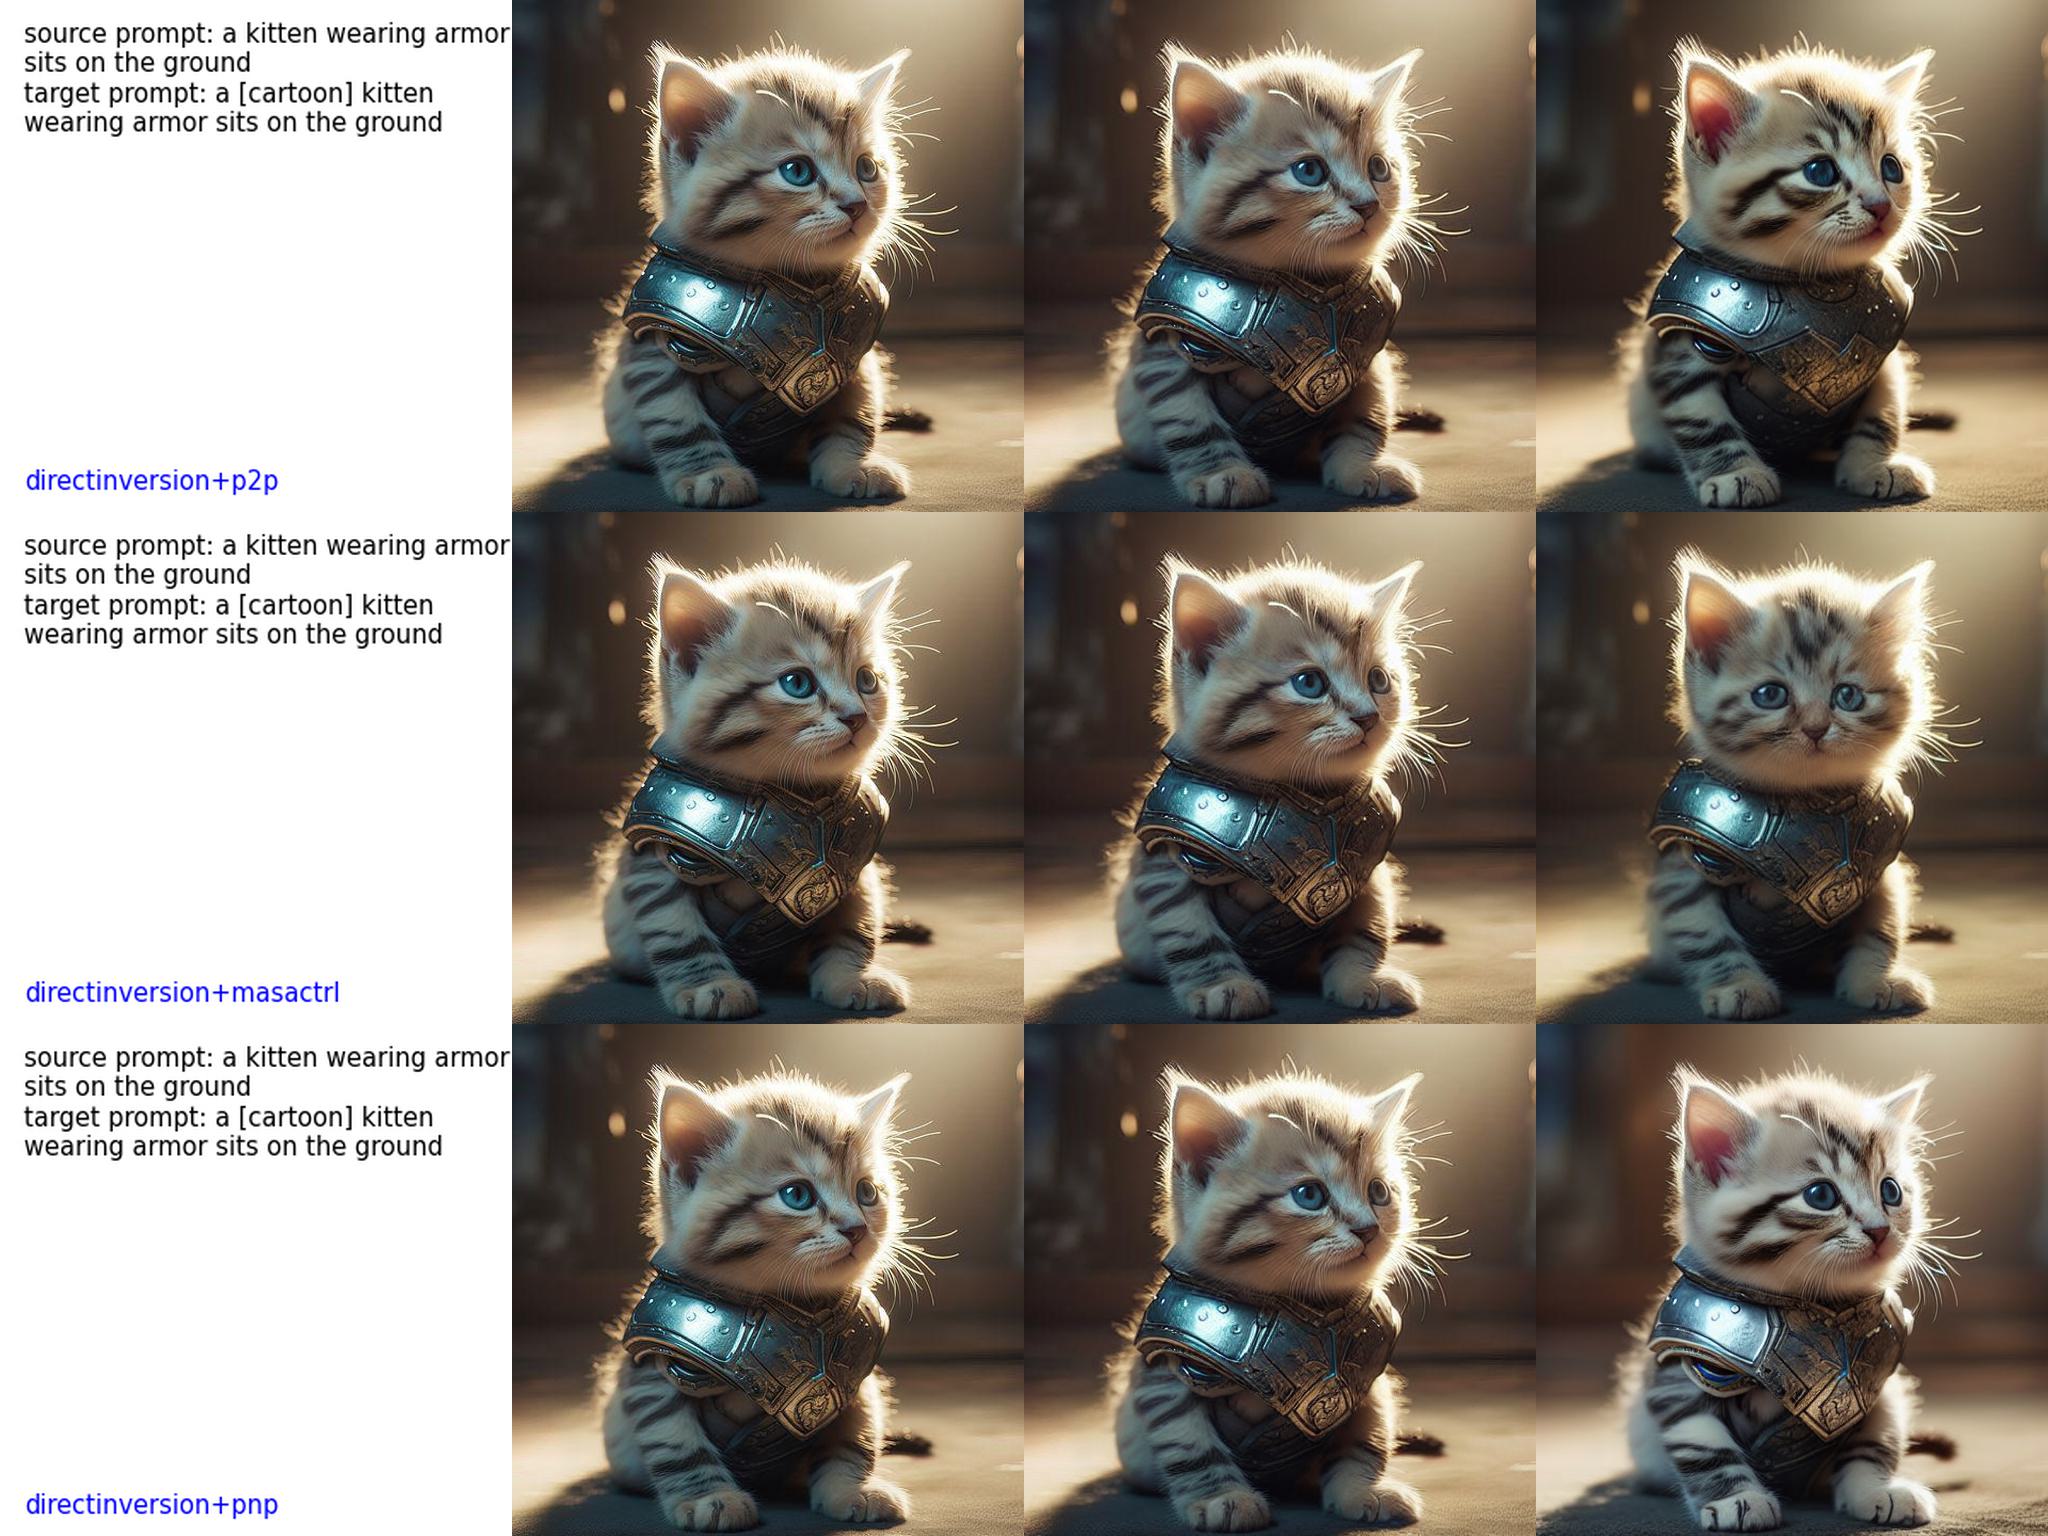 source prompt: a kitten wearing armor
sits on the ground
target prompt: a [cartoon] kitten
wearing armor sits on the ground
directinversion+p2p
source prompt: a kitten wearing armor
sits on the ground
target prompt: a [cartoon] kitten
wearing armor sits on the ground
directinversion+masactrl
source prompt: a kitten wearing armor
sits on the ground
target prompt: a [cartoon] kitten
wearing armor sits on the ground
directinversion+pnp